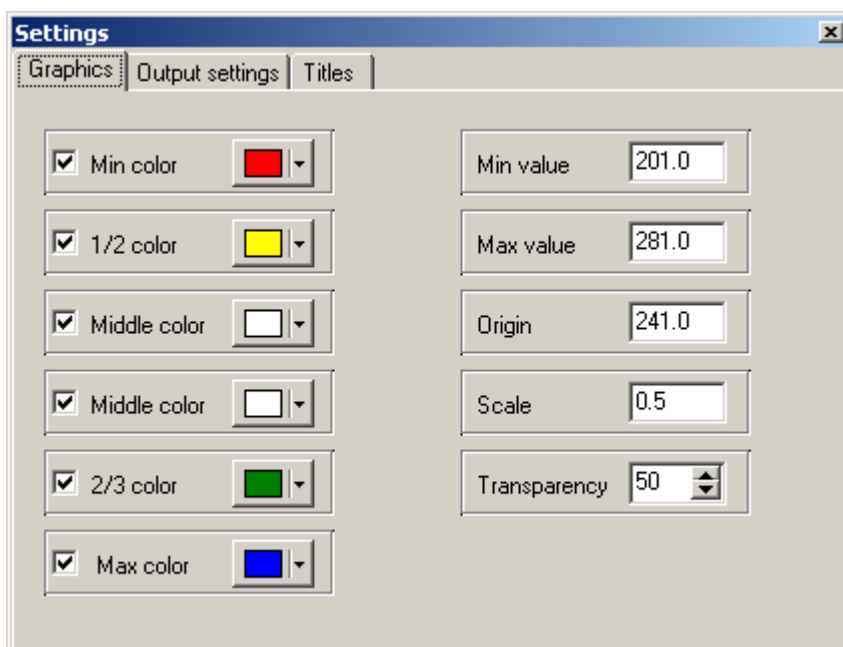 Settings
Graphics
Output settings
Titles
Min color
1/2 color
Middle color
Middle color
2/3 color
Max color
Min value 201.0
Max value 281.0
Origin 241.0
Scale 0.5
Transparency 50